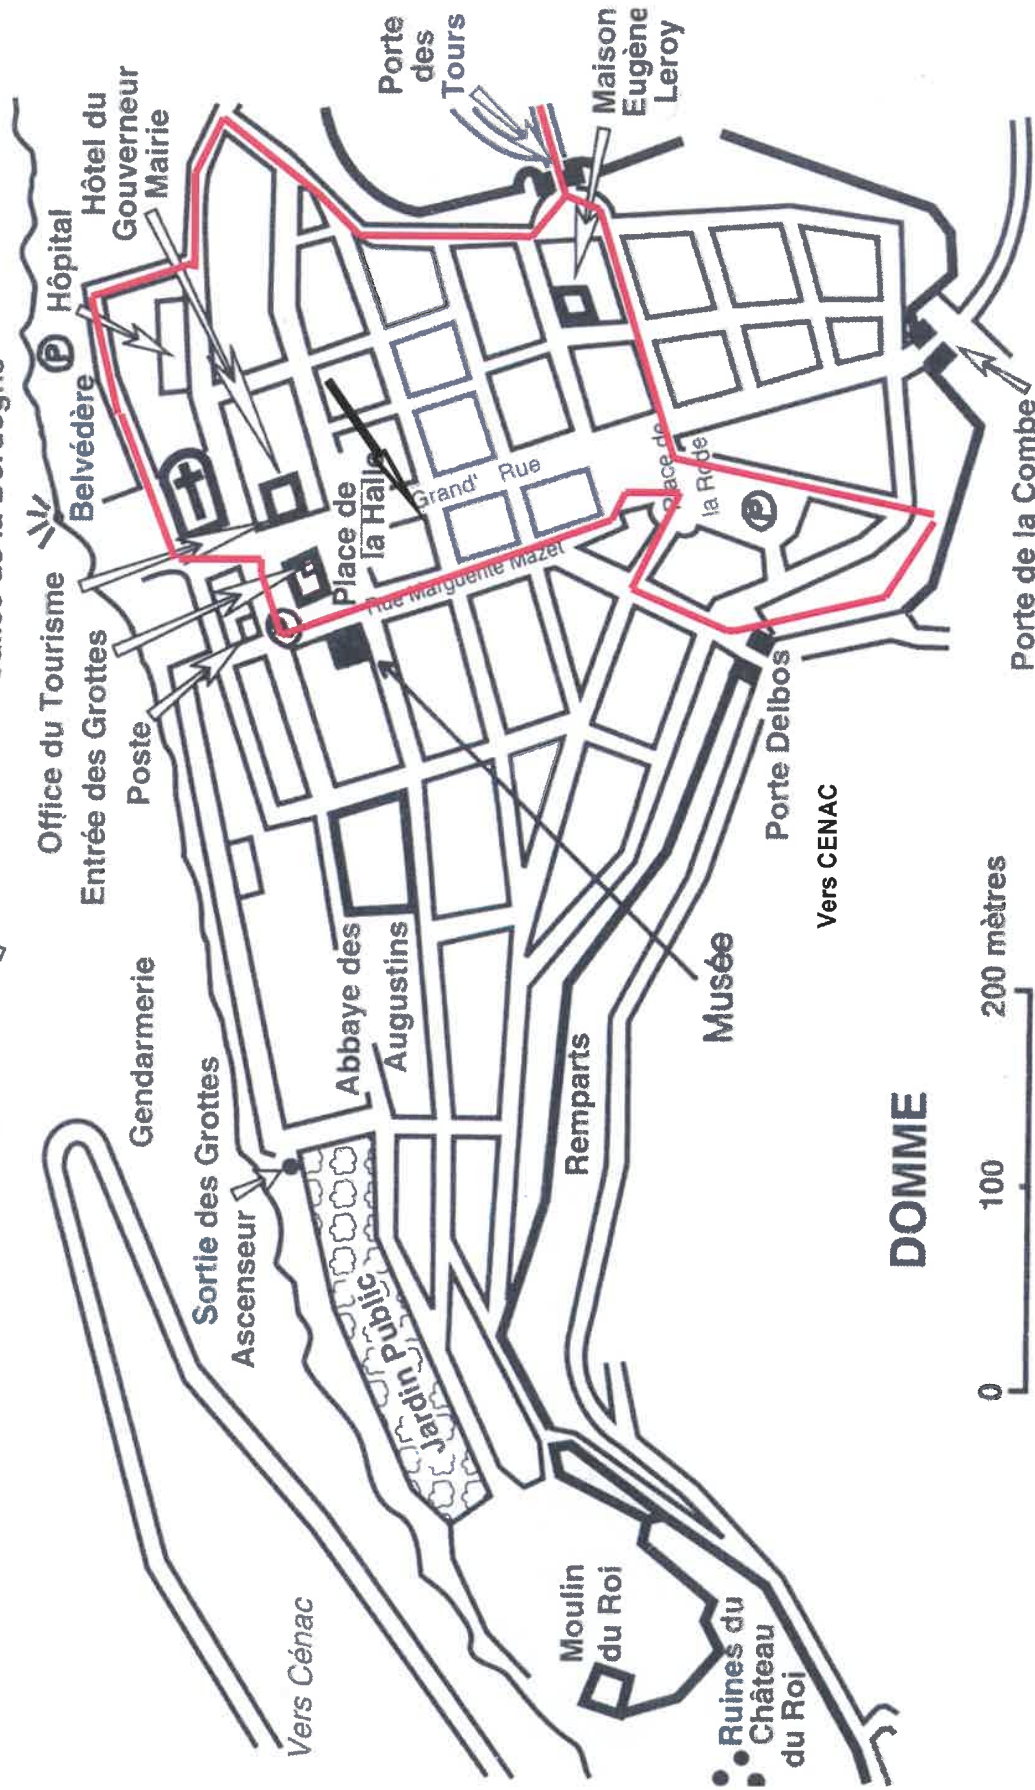 Office du Tourisme
Entrée des Grottes
Poste
Belvédère
P
Hôpital
Hôtel du
Gouverneur
Mairie
Porte
des
Tours
Maison
Eugène
Leroy
Place de
la Halle
P
Grand' Rue
Rue Marguerite Mazet
Place de
la Rode
P
Porte de la Combe
Porte Delbos
Vers CENAC
Musée
Gendarmerie
Sortie des Grottes
Ascenseur
Abbaye des
Augustins
Remparts
Jardin Public
Vers Cénac
Moulin
du Roi
Ruines du
Château
du Roi
DOMME
0 100 200 mètres